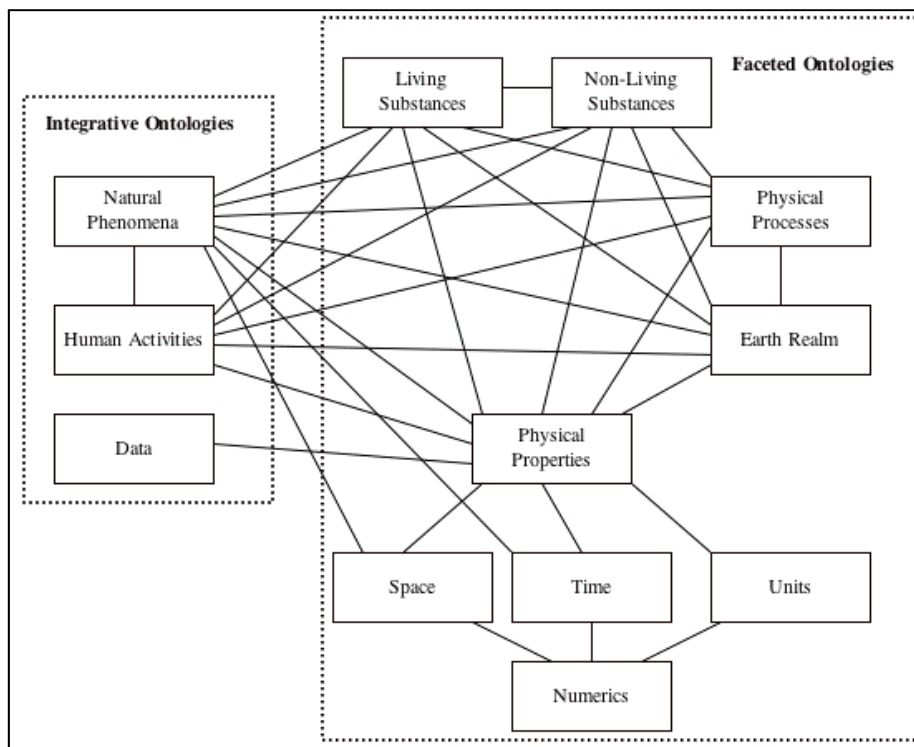 Faceted Ontologies
Living
Substances
Non-Living
Substances
Integrative Ontologies
Natural
Phenomena
Physical
Processes
Human Activities
Earth Realm
Data
Physical
Properties
Space
Time
Units
Numerics